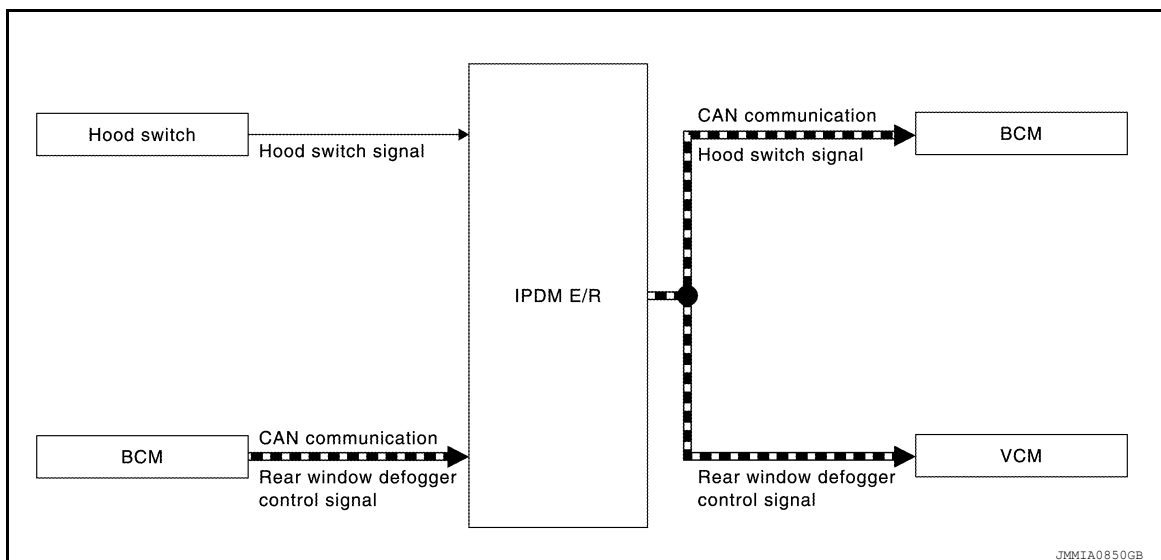 Hood switch
Hood switch signal
BCM
CAN communication
Rear window defogger
control signal
IPDM E/R
CAN communication
Hood switch signal
BCM
Rear window defogger
control signal
VCM
JMMIA0850GB